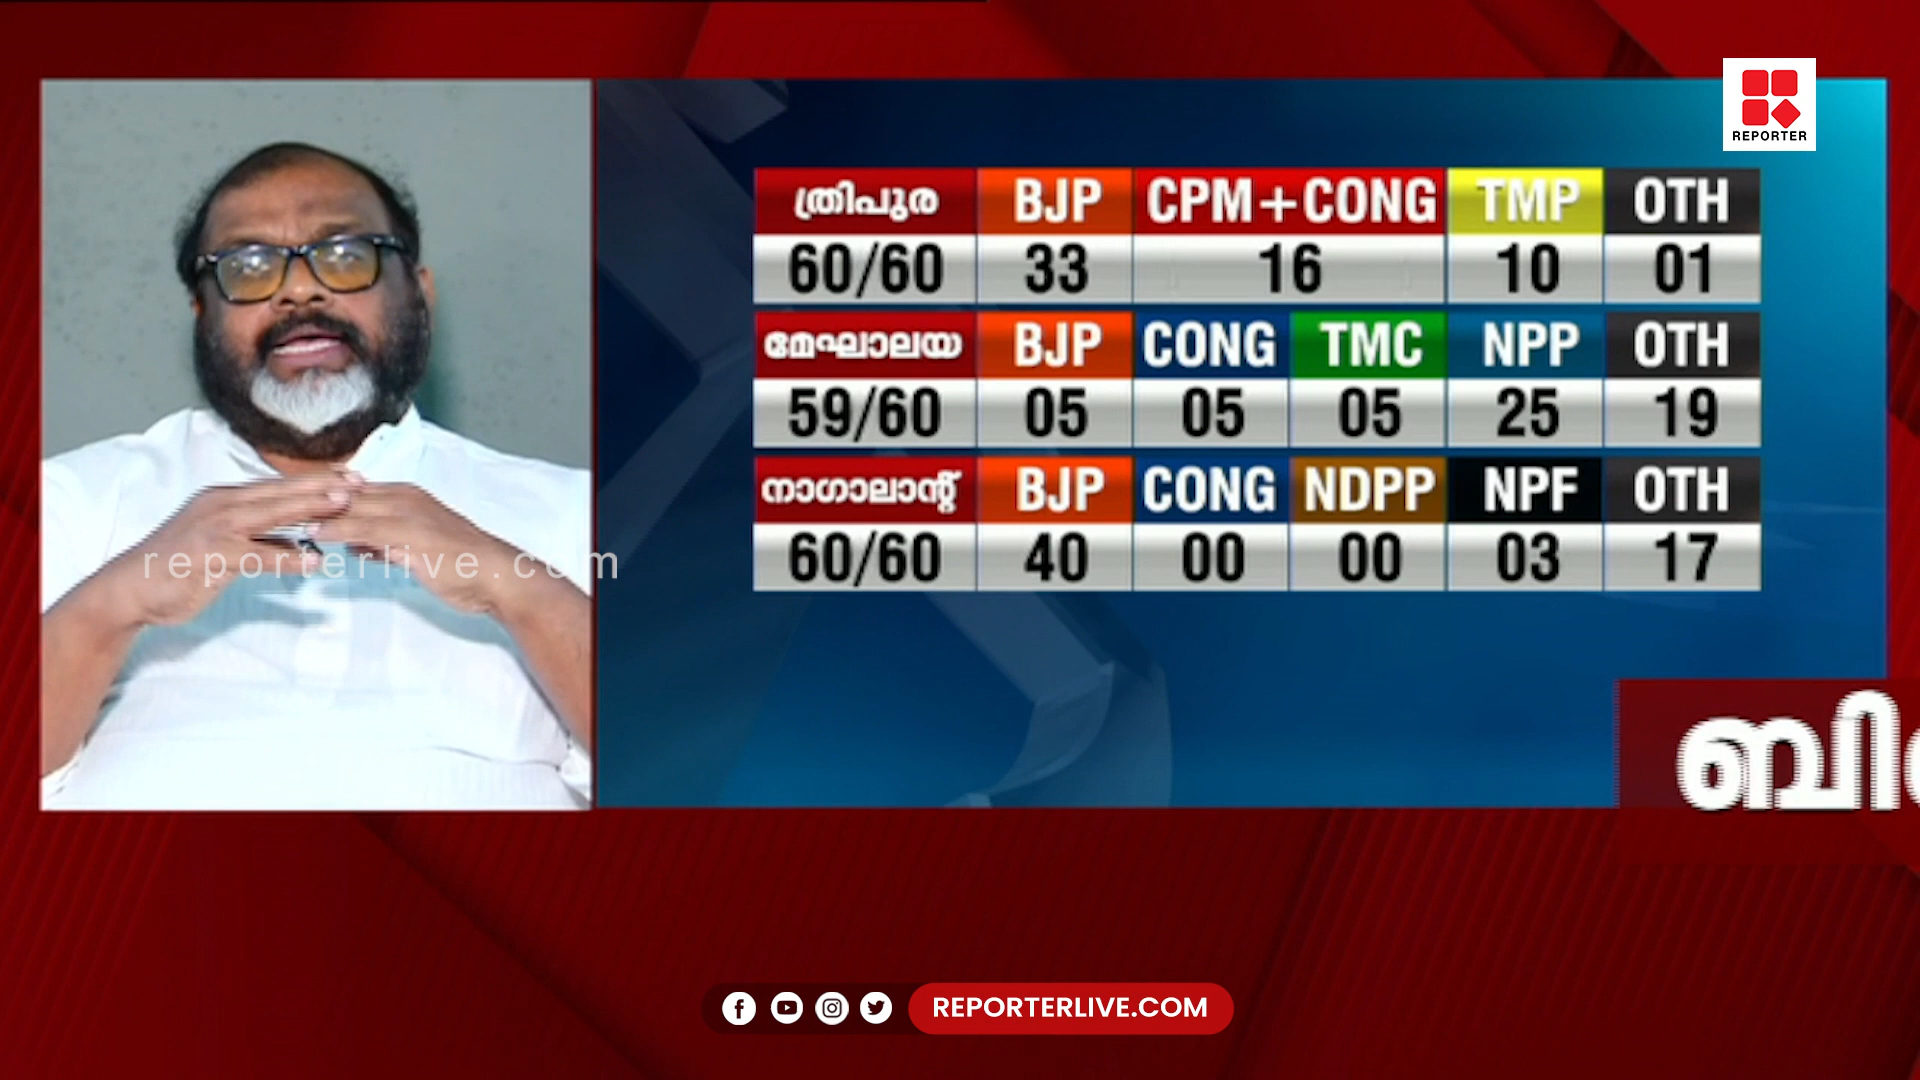 REPORTER
ത്രിപുര BJP CPM+CONG TMP OTH
60/60 33 16 10 01
മേഘാലയ BJP CONG TMC NPP OTH
59/60 05 05 05 25 19
നാഗാലാന്റ് BJP CONG NDPP NPF OTH
60/60 40 00 00 03 17
reporterlive.com
REPORTERLIVE.COM